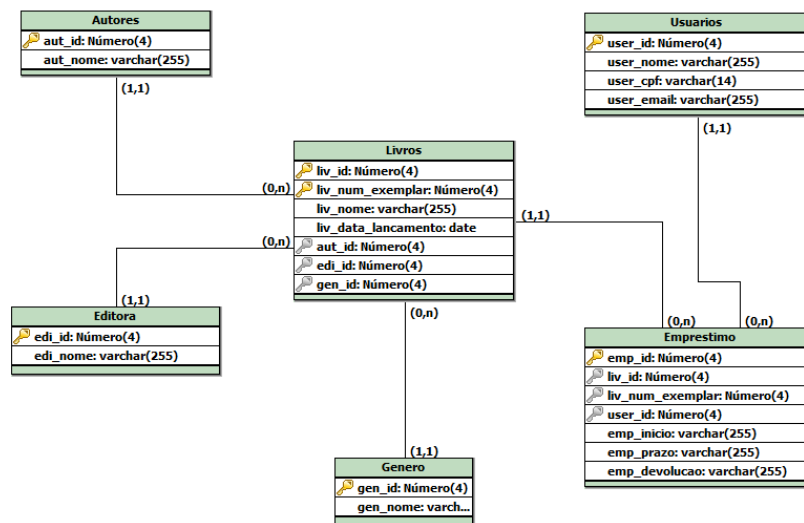 Autores
aut_id: Número(4)
aut_nome: varchar(255)
(1,1)
Usuarios
user_id: Número(4)
user_nome: varchar(255)
user_cpf: varchar(14)
user_email: varchar(255)
(1,1)
Livros
liv_id: Número(4)
liv_num_exemplar: Número(4)
liv_nome: varchar(255)
liv_data_lancamento: date
aut_id: Número(4)
edi_id: Número(4)
gen_id: Número(4)
(0,n)
(0,n)
(1,1)
(0,n)
(1,1)
Editora
edi_id: Número(4)
edi_nome: varchar(255)
(0,n)
(0,n)
Emprestimo
emp_id: Número(4)
liv_id: Número(4)
liv_num_exemplar: Número(4)
user_id: Número(4)
emp_inicio: varchar(255)
emp_prazo: varchar(255)
emp_devolucao: varchar(255)
(1,1)
Genero
gen_id: Número(4)
gen_nome: varch...